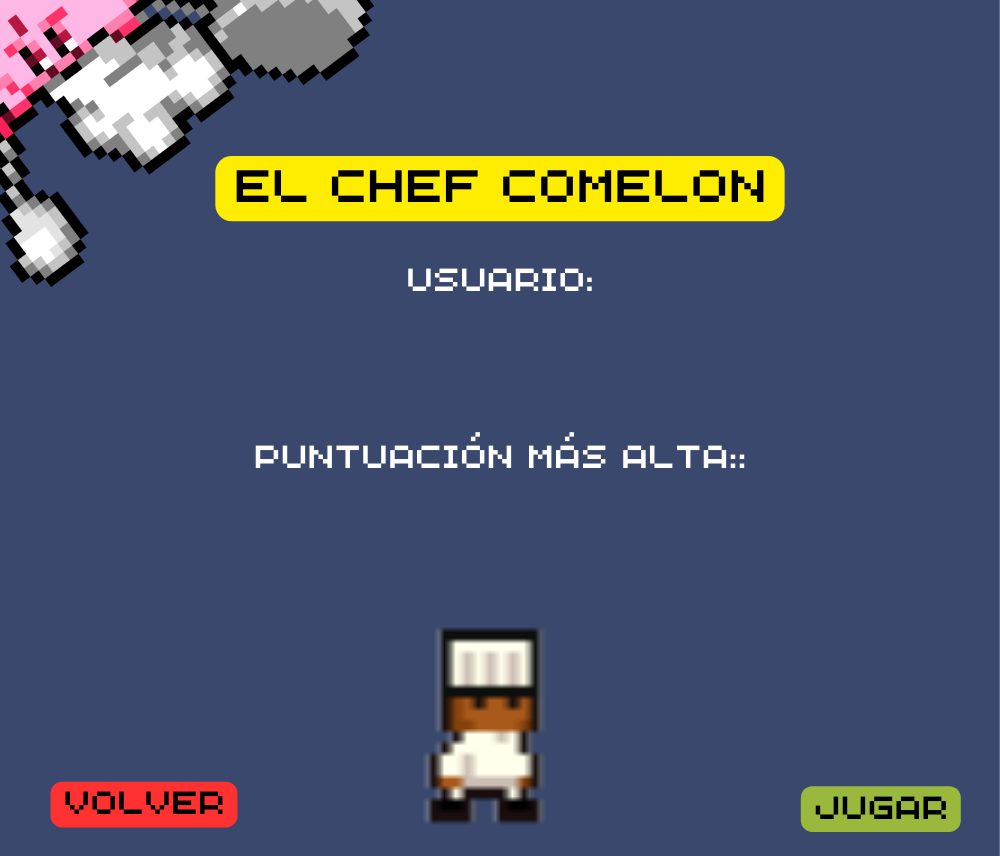 EL CHEF COMELON
USUARIO:
PUNTUACIÓN MÁS ALTA::
VOLVER
JUGAR